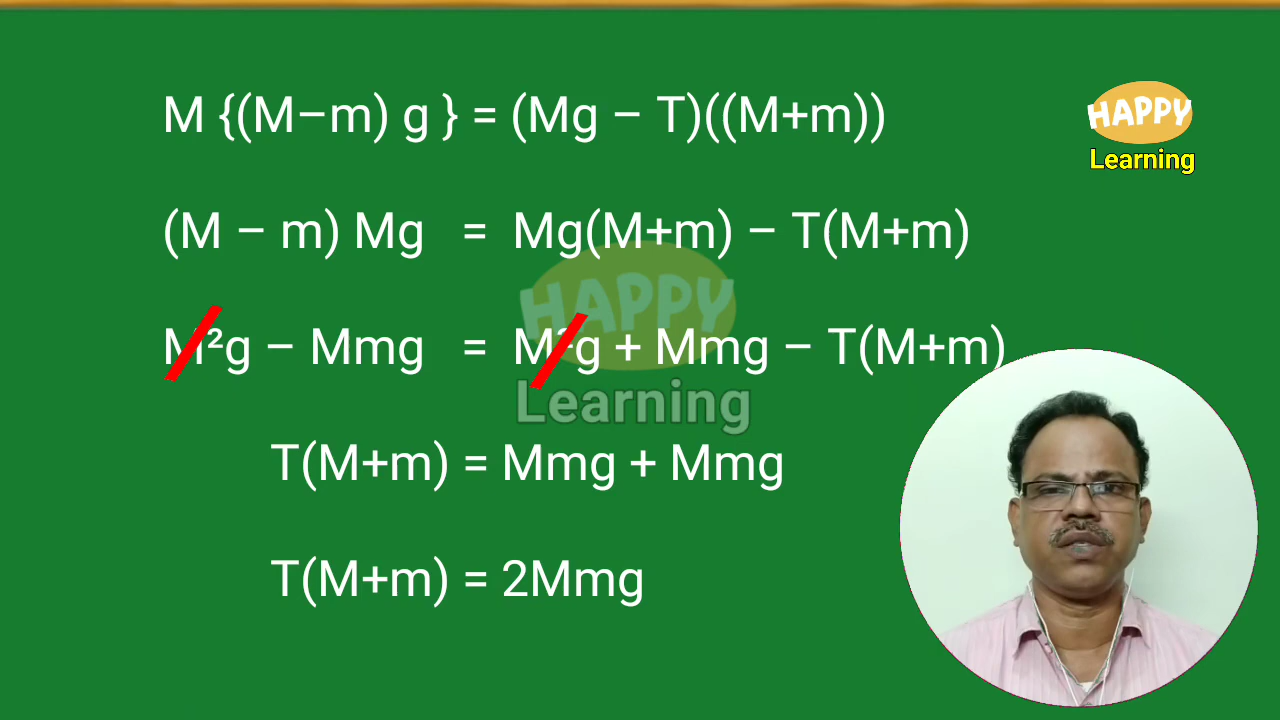 M {(M−m) g } = (Mg − T)((M+m))
HAPPY
Learning
(M − m) Mg = Mg(M+m) − T(M+m)
M²g − Mmg = M²g + Mmg − T(M+m)
HAPPY
Learning
T(M+m) = Mmg + Mmg
T(M+m) = 2Mmg